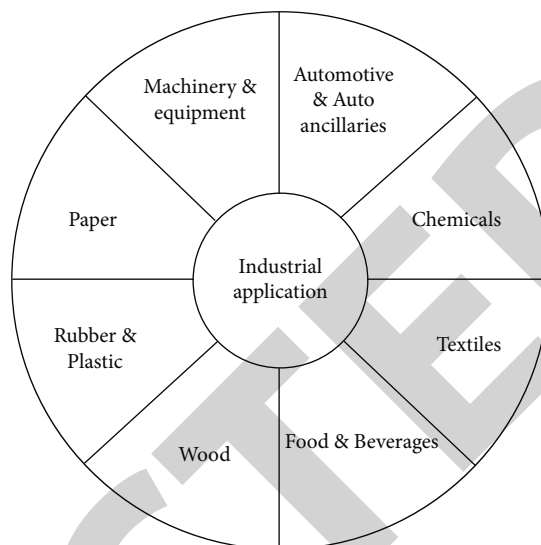 Machinery &
equipment
Automotive
& Auto
ancillaries
Paper
Chemicals
Industrial
application
Rubber &
Plastic
Textiles
Wood
Food & Beverages